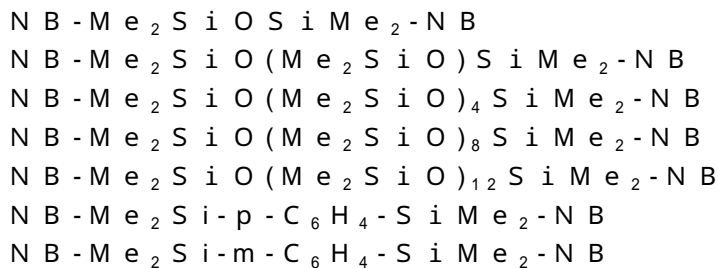 NB-Me₂SiOSiMe₂-NB
NB-Me₂SiO(Me₂SiO)SiMe₂-NB
NB-Me₂SiO(Me₂SiO)₄SiMe₂-NB
NB-Me₂SiO(Me₂SiO)₈SiMe₂-NB
NB-Me₂SiO(Me₂SiO)₁₂SiMe₂-NB
NB-Me₂Si-p-C₆H₄-SiMe₂-NB
NB-Me₂Si-m-C₆H₄-SiMe₂-NB